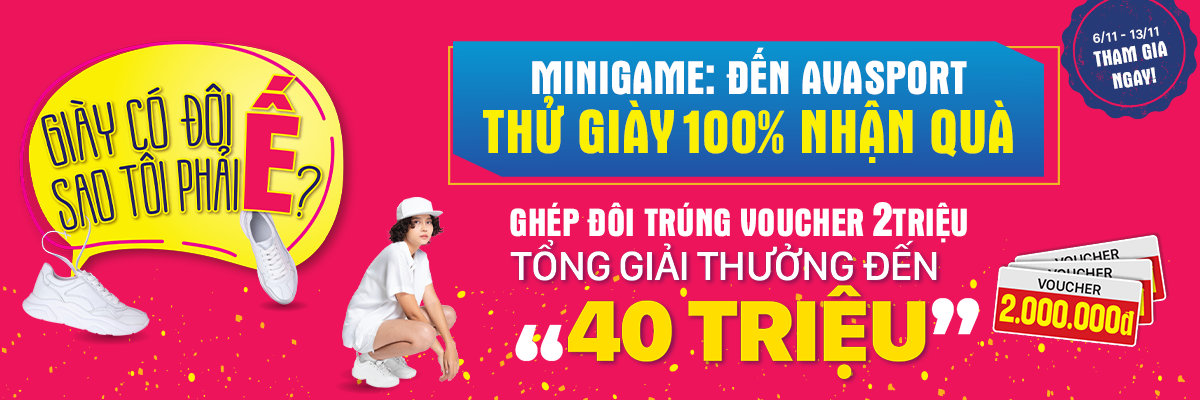 GIÀY CÓ ĐÔI
SAO TÔI PHẢI Ế?
MINIGAME: ĐẾN AVASPORT
THỬ GIÀY 100% NHẬN QUÀ
6/11 - 13/11
THAM GIA
NGAY!
GHÉP ĐÔI TRÚNG VOUCHER 2TRIỆU
TỔNG GIẢI THƯỞNG ĐẾN
“40 TRIỆU”
VOUCHER
VOUCHER
VOUCHER
2.000.000đ